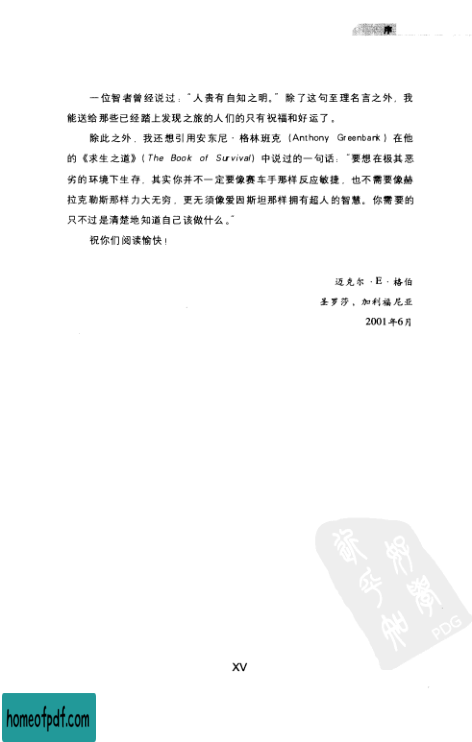 序
一位智者曾经说过：“人贵有自知之明。”除了这句至理名言之外，我
能送给那些已经踏上发现之旅的人们的只有祝福和好运了。
除此之外，我还想引用安东尼·格林班克（Anthony Greenbank）在他
的《求生之道》（The Book of Survival）中说过的一句话：“要想在极其恶
劣的环境下生存，其实你并不一定要像赛车手那样反应敏捷，也不需要像赫
拉克勒斯那样力大无穷，更无须像爱因斯坦那样拥有超人的智慧。你需要的
只不过是清楚地知道自己该做什么。”
祝你们阅读愉快！
迈克尔·E·格伯
圣罗莎，加利福尼亚
2001年6月
PDG
XV
homeofpdf.com